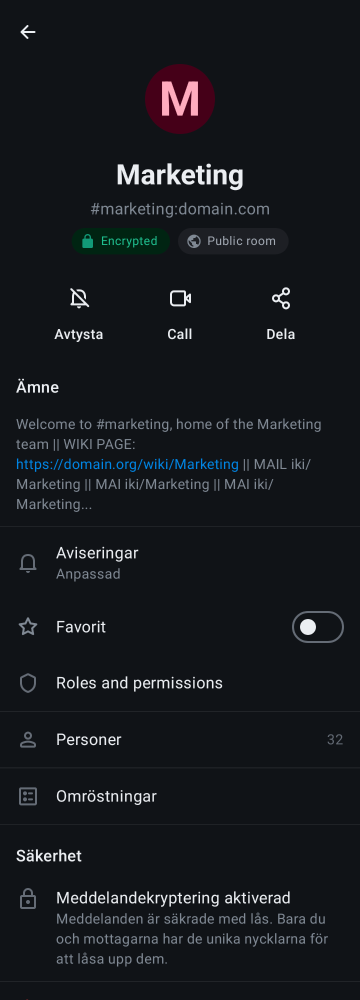 M
Marketing
#marketing:domain.com
Encrypted
Public room
Avtysta
Call
Dela
Ämne
Welcome to #marketing, home of the Marketing
team || WIKI PAGE:
https://domain.org/wiki/Marketing || MAIL iki/
Marketing || MAI iki/Marketing || MAI iki/
Marketing...
Aviseringar
Anpassad
Favorit
Roles and permissions
Personer 32
Omröstningar
Säkerhet
Meddelandekryptering aktiverad
Meddelanden är säkrade med lås. Bara du
och mottagarna har de unika nycklarna för
att låsa upp dem.